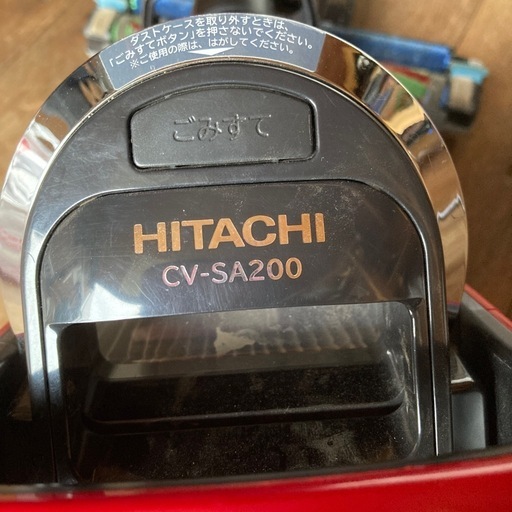 ダストケースを取り外すときは、
「ごみすてボタン」を押さないでください。
※ご使用の際は、はがしてください。
ごみすて
HITACHI
CV-SA200